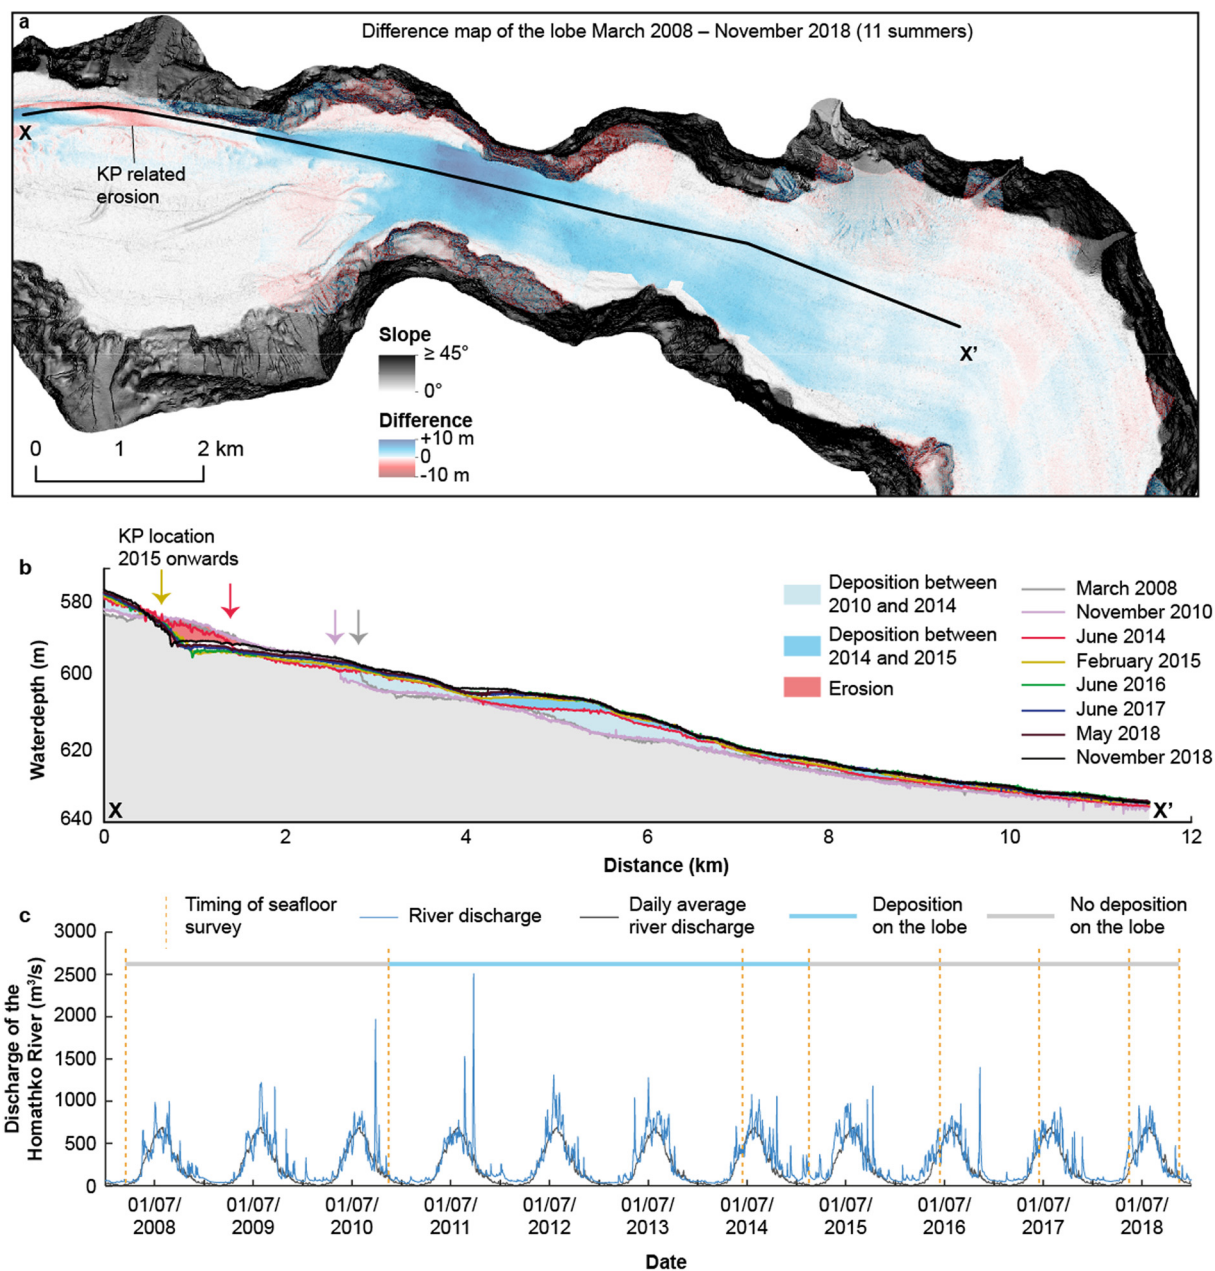 a
Difference map of the lobe March 2008 – November 2018 (11 summers)
X
KP related
erosion
X'
Slope
≥ 45°
0°
Difference
+10 m
0
-10 m
0 1 2 km
b
KP location
2015 onwards
580
600
620
640
Waterdepth (m)
X
X'
0 2 4 6 8 10 12
Distance (km)
Deposition between
2010 and 2014
Deposition between
2014 and 2015
Erosion
March 2008
November 2010
June 2014
February 2015
June 2016
June 2017
May 2018
November 2018
c
Timing of seafloor
survey
River discharge
Daily average
river discharge
Deposition
on the lobe
No deposition
on the lobe
3000
2500
2000
1500
1000
500
0
Discharge of the
Homathko River (m³/s)
01/07/ 01/07/ 01/07/ 01/07/ 01/07/ 01/07/ 01/07/ 01/07/ 01/07/ 01/07/ 01/07/
2008 2009 2010 2011 2012 2013 2014 2015 2016 2017 2018
Date